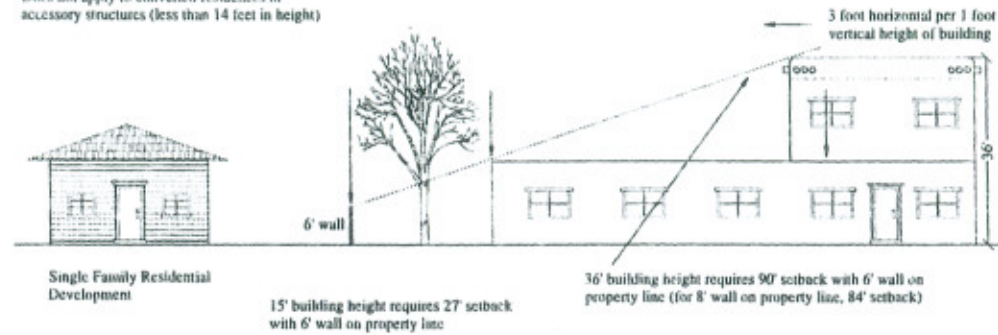 accessory structures (less than 14 feet in height)
3 foot horizontal per 1 foot
vertical height of building
36'
6' wall
Single Family Residential
Development
15' building height requires 27' setback
with 6' wall on property line
36' building height requires 90' setback with 6' wall on
property line (for 8' wall on property line, 84' setback)